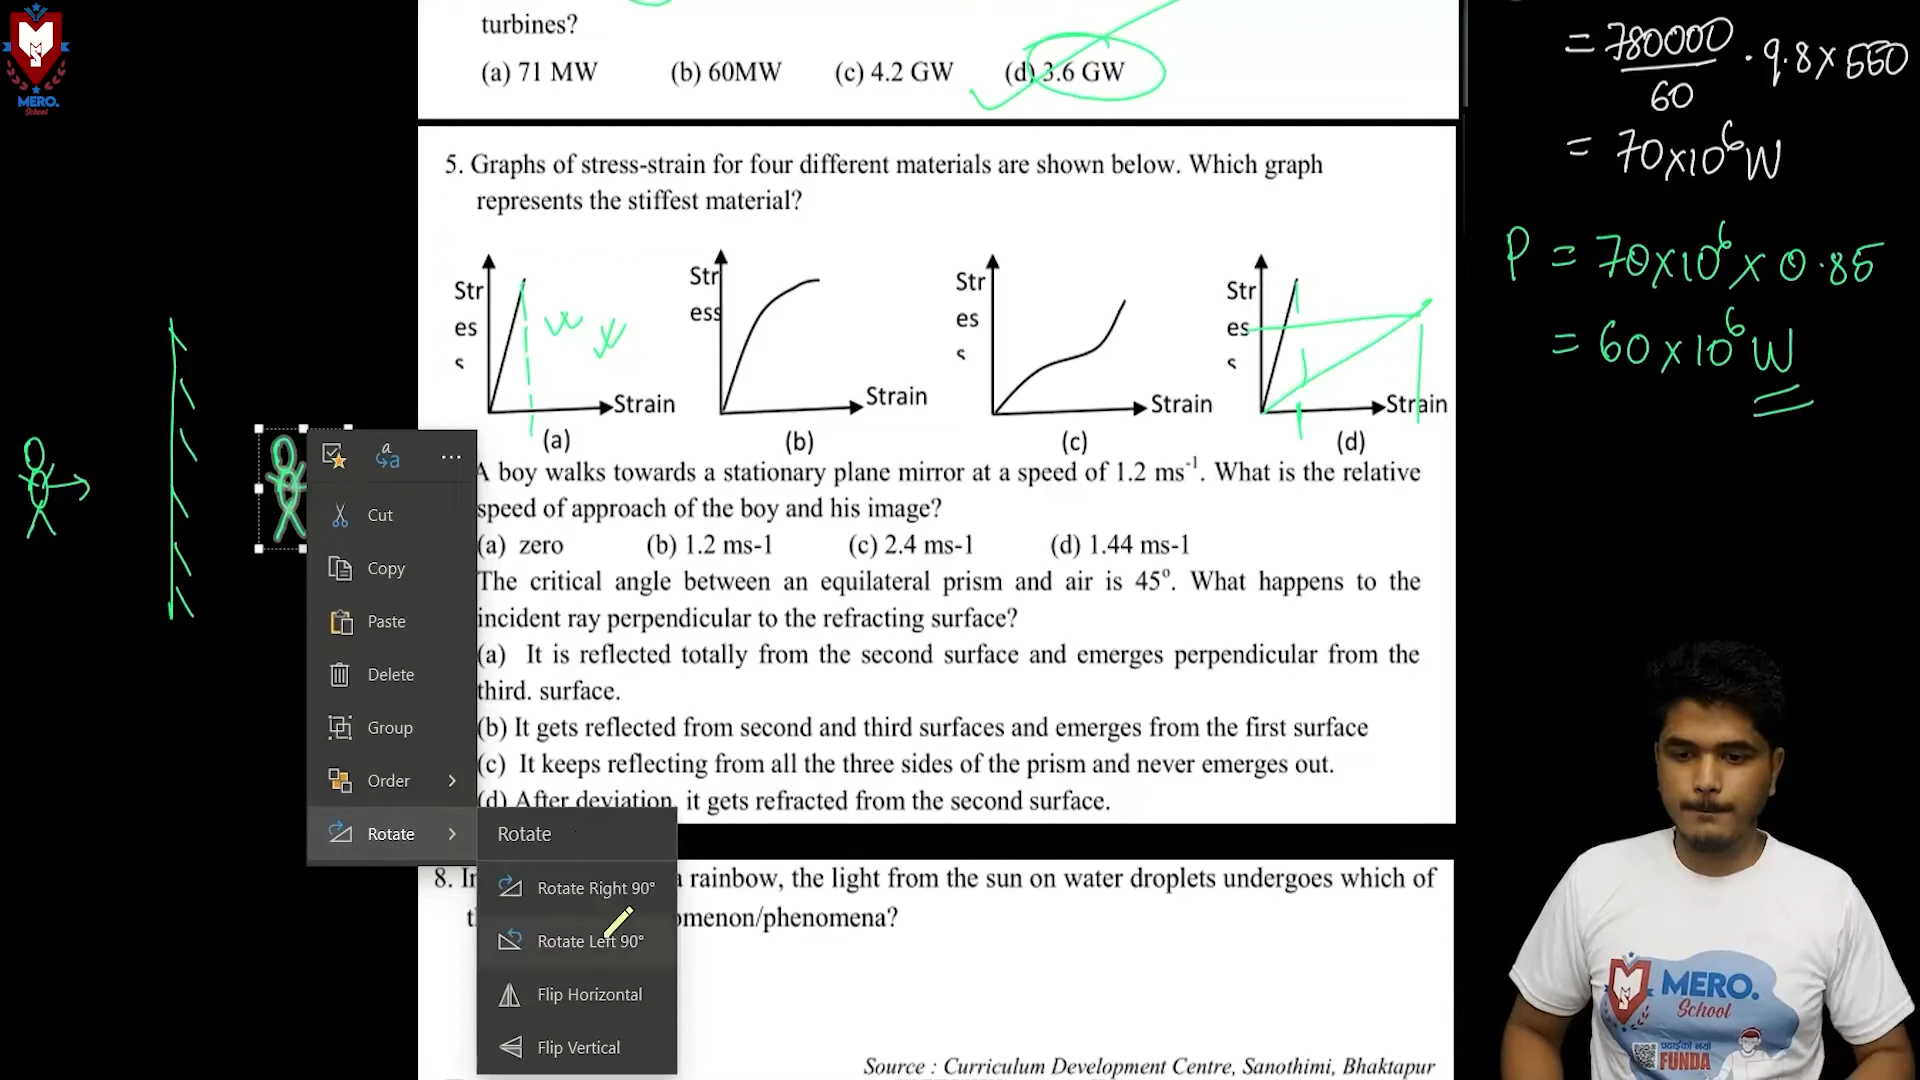 MERO.
School
turbines?
(a) 71 MW (b) 60MW (c) 4.2 GW (d) 3.6 GW
5. Graphs of stress-strain for four different materials are shown below. Which graph
represents the stiffest material?
Str
es
s
Strain
(a)
Str
ess
Strain
(b)
Str
es
s
Strain
(c)
Str
es
s
Strain
(d)
A boy walks towards a stationary plane mirror at a speed of 1.2 ms⁻¹. What is the relative
speed of approach of the boy and his image?
(a) zero (b) 1.2 ms-1 (c) 2.4 ms-1 (d) 1.44 ms-1
The critical angle between an equilateral prism and air is 45°. What happens to the
incident ray perpendicular to the refracting surface?
(a) It is reflected totally from the second surface and emerges perpendicular from the
third. surface.
(b) It gets reflected from second and third surfaces and emerges from the first surface
(c) It keeps reflecting from all the three sides of the prism and never emerges out.
(d) After deviation, it gets refracted from the second surface.
8. In rainbow, the light from the sun on water droplets undergoes which of
omenon/phenomena?
Source : Curriculum Development Centre, Sanothimi, Bhaktapur
Cut
Copy
Paste
Delete
Group
Order
Rotate
Rotate
Rotate Right 90°
Rotate Left 90°
Flip Horizontal
Flip Vertical
= 780000/60 · 9.8 × 550
= 70×10⁶ W
P = 70×10⁶ × 0.85
= 60×10⁶ W
MERO.
School
FUNDA